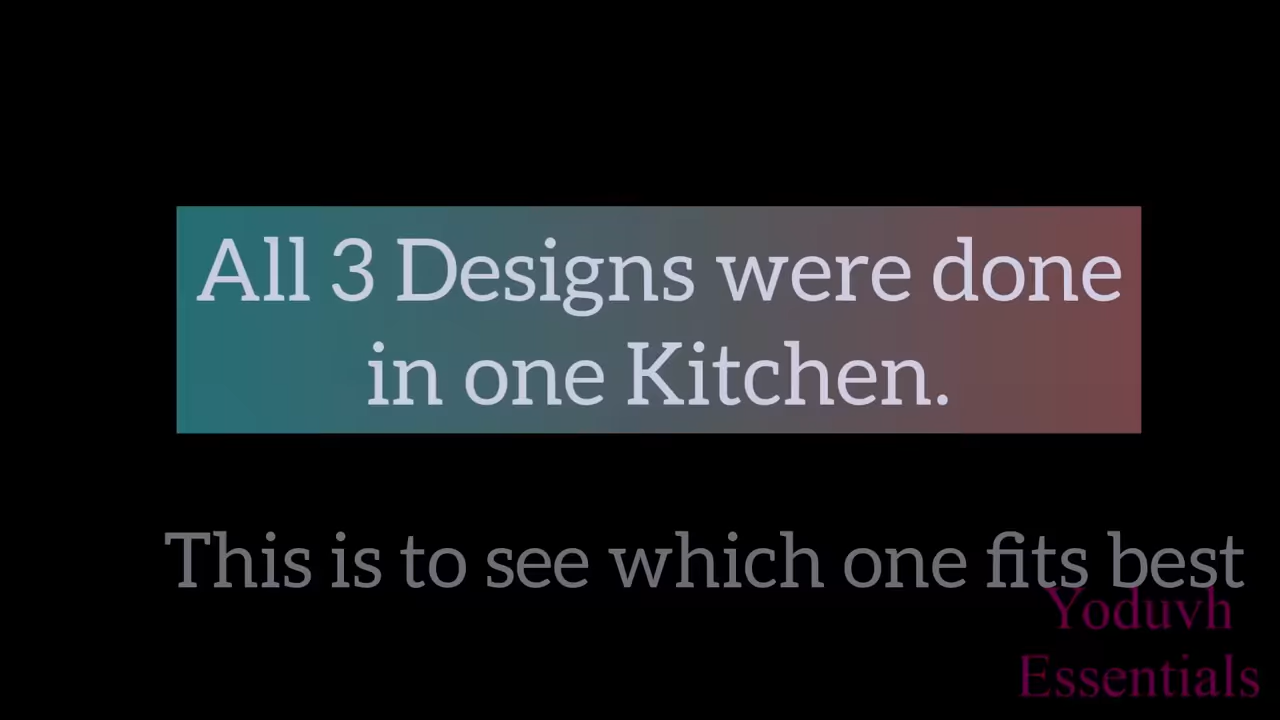 All 3 Designs were done
in one Kitchen.
This is to see which one fits best
Yoduvh
Essentials